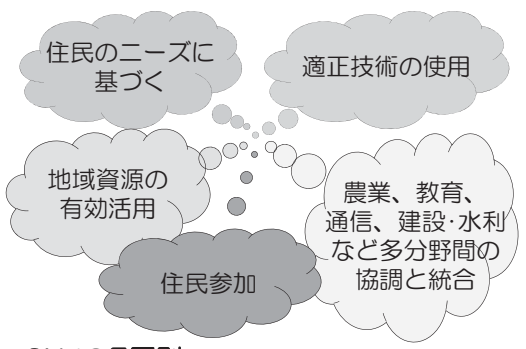 住民のニーズに
基づく
適正技術の使用
地域資源の
有効活用
農業、教育、
通信、建設・水利
など多分野間の
協調と統合
住民参加